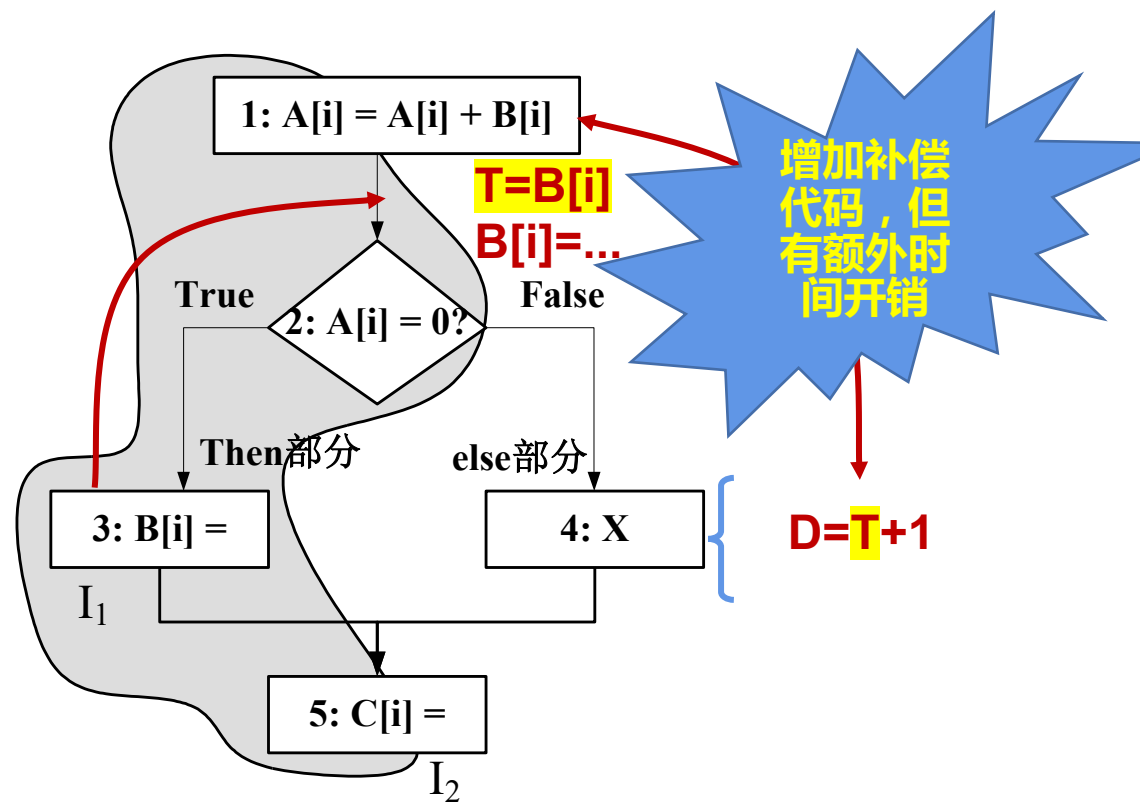 1: A[i] = A[i] + B[i]
T=B[i]
B[i]=...
增加补偿
代码，但
有额外时
间开销
True
False
2: A[i] = 0?
Then部分
else部分
3: B[i] =
4: X
D=T+1
I₁
5: C[i] =
I₂